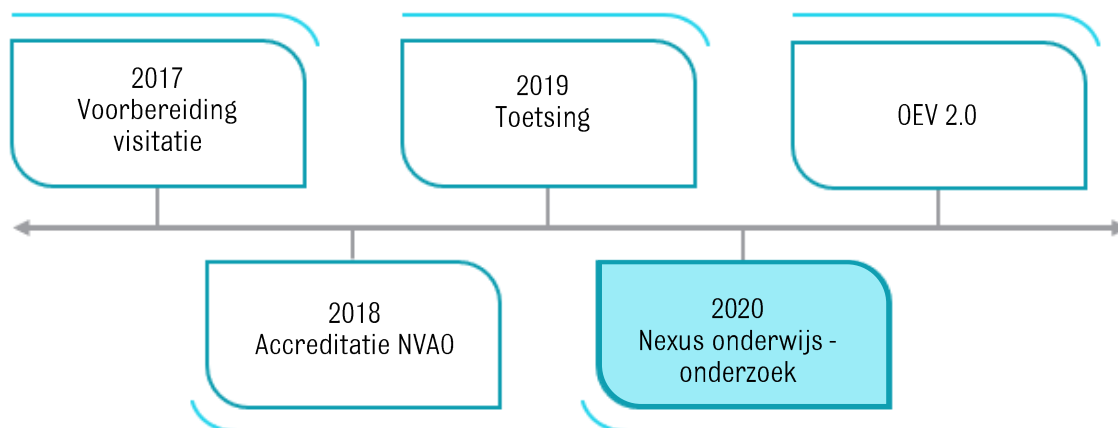 2017
Voorbereiding
visitatie
2018
Accreditatie NVAO
2019
Toetsing
2020
Nexus onderwijs -
onderzoek
OEV 2.0